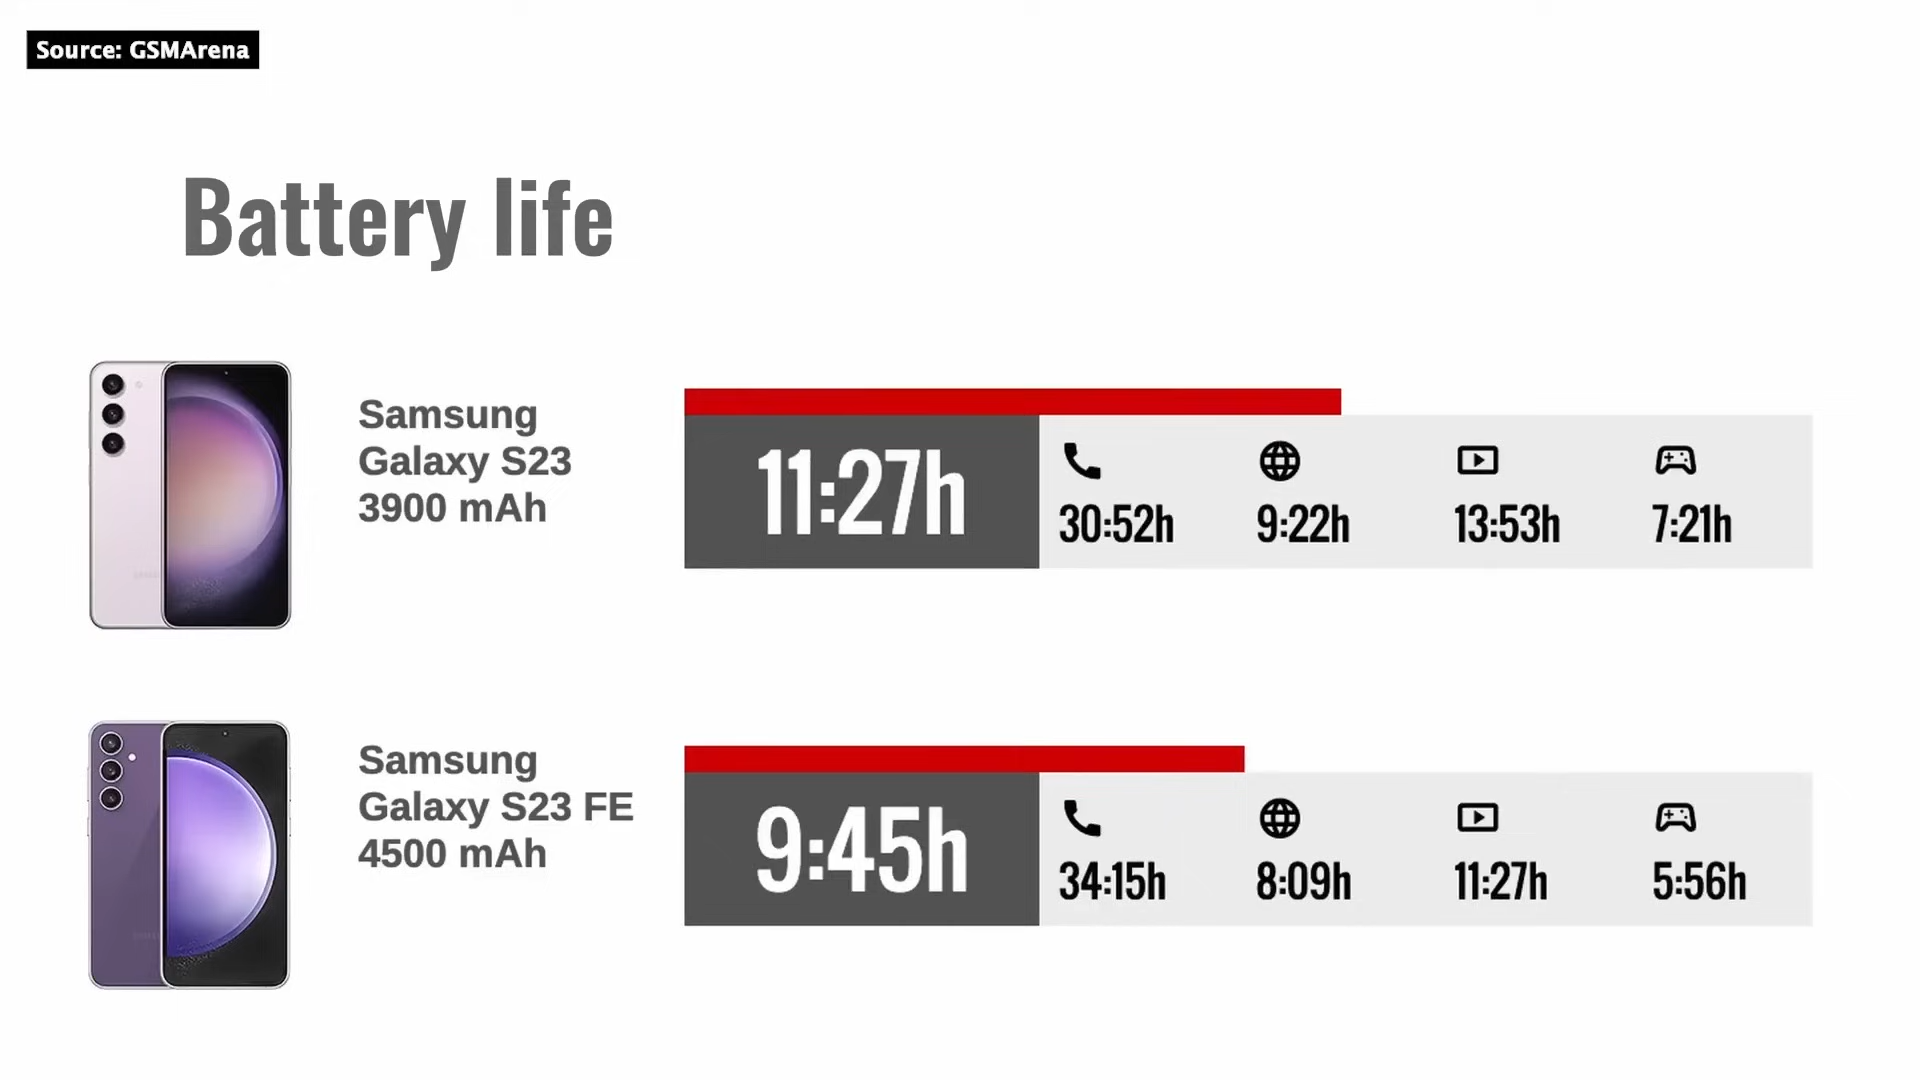 Source: GSMArena
Battery life
Samsung
Galaxy S23
3900 mAh
11:27h
30:52h
9:22h
13:53h
7:21h
Samsung
Galaxy S23 FE
4500 mAh
9:45h
34:15h
8:09h
11:27h
5:56h